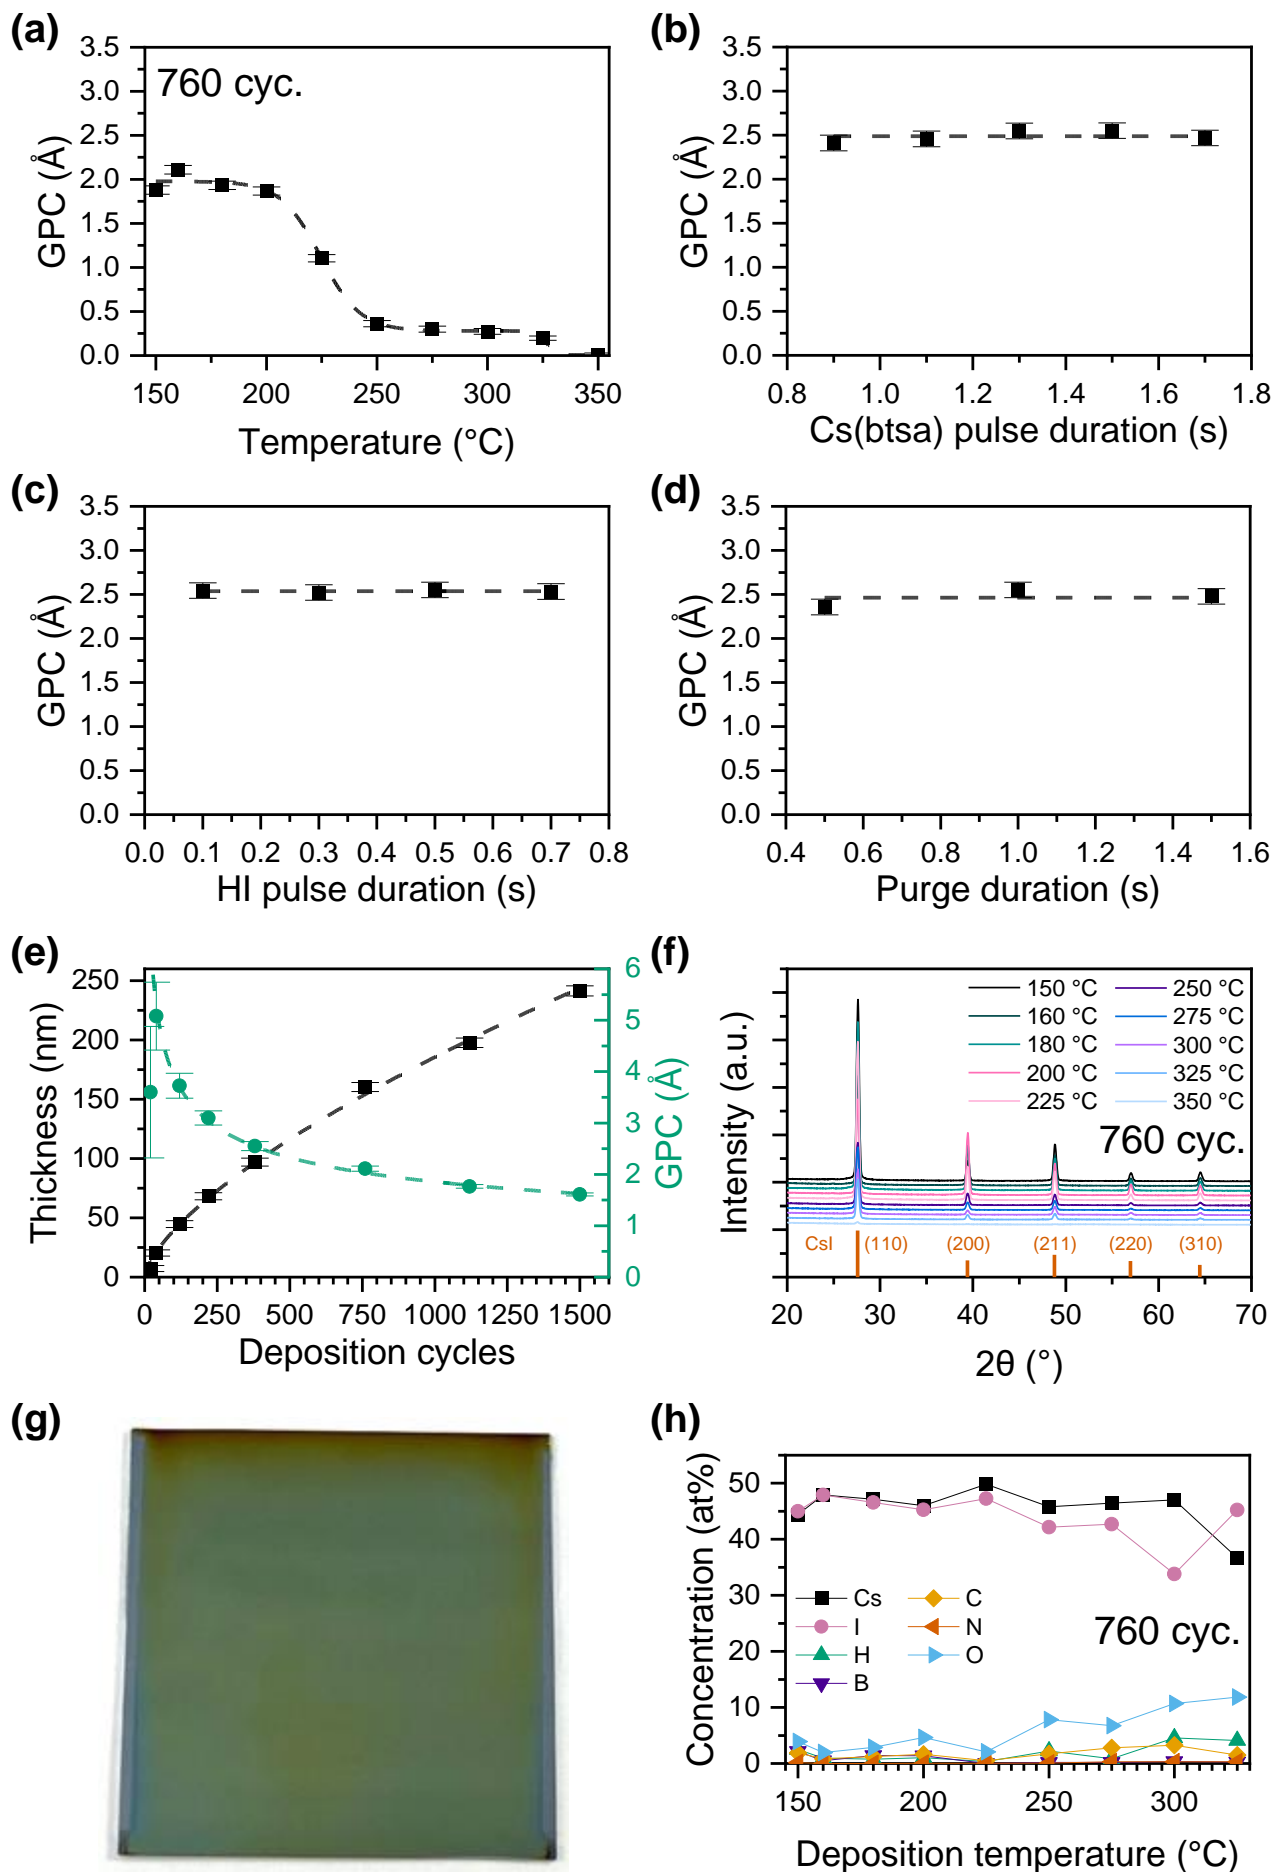 (a)
3.5
3.0
2.5
2.0
1.5
1.0
0.5
0.0
GPC (Å)
760 cyc.
150 200 250 300 350
Temperature (°C)
(b)
3.5
3.0
2.5
2.0
1.5
1.0
0.5
0.0
GPC (Å)
0.8 1.0 1.2 1.4 1.6 1.8
Cs(btsa) pulse duration (s)
(c)
3.5
3.0
2.5
2.0
1.5
1.0
0.5
0.0
GPC (Å)
0.0 0.1 0.2 0.3 0.4 0.5 0.6 0.7 0.8
HI pulse duration (s)
(d)
3.5
3.0
2.5
2.0
1.5
1.0
0.5
0.0
GPC (Å)
0.4 0.6 0.8 1.0 1.2 1.4 1.6
Purge duration (s)
(e)
250
200
150
100
50
0
Thickness (nm)
6
5
4
3
2
1
0
GPC (Å)
0 250 500 750 1000 1250 1500
Deposition cycles
(f)
Intensity (a.u.)
150 °C 250 °C
160 °C 275 °C
180 °C 300 °C
200 °C 325 °C
225 °C 350 °C
760 cyc.
CsI (110) (200) (211) (220) (310)
20 30 40 50 60 70
2θ (°)
(g)
(h)
50
40
30
20
10
0
Concentration (at%)
Cs C
I N
H O
B
760 cyc.
150 200 250 300
Deposition temperature (°C)